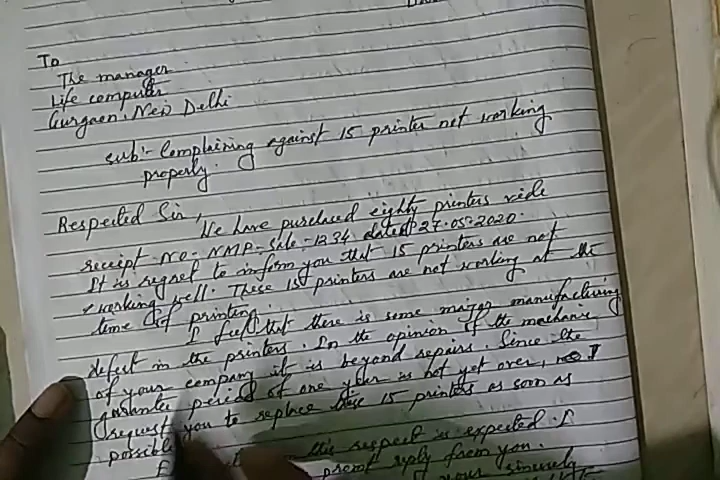 To
The manager
Life computer
Gurgaon. New Delhi
sub:- Complaining against 15 printer not working
properly.
Respected Sir,
We have purchased eighty printers vide
receipt-NO-NMP-Sale-1234 dated 27.05.2020.
It is regret to inform you that 15 printers are not
working well. These 15 printers are not working at the
time of printing.
I feel that there is some major manufacturing
defect in the printers. In the opinion of the
of your company it is beyond repairs. Since the
period of one year is not yet over, I
request you to replace these 15 printers as soon as
possible
this respect is expected. I
reply from you.
sincerely